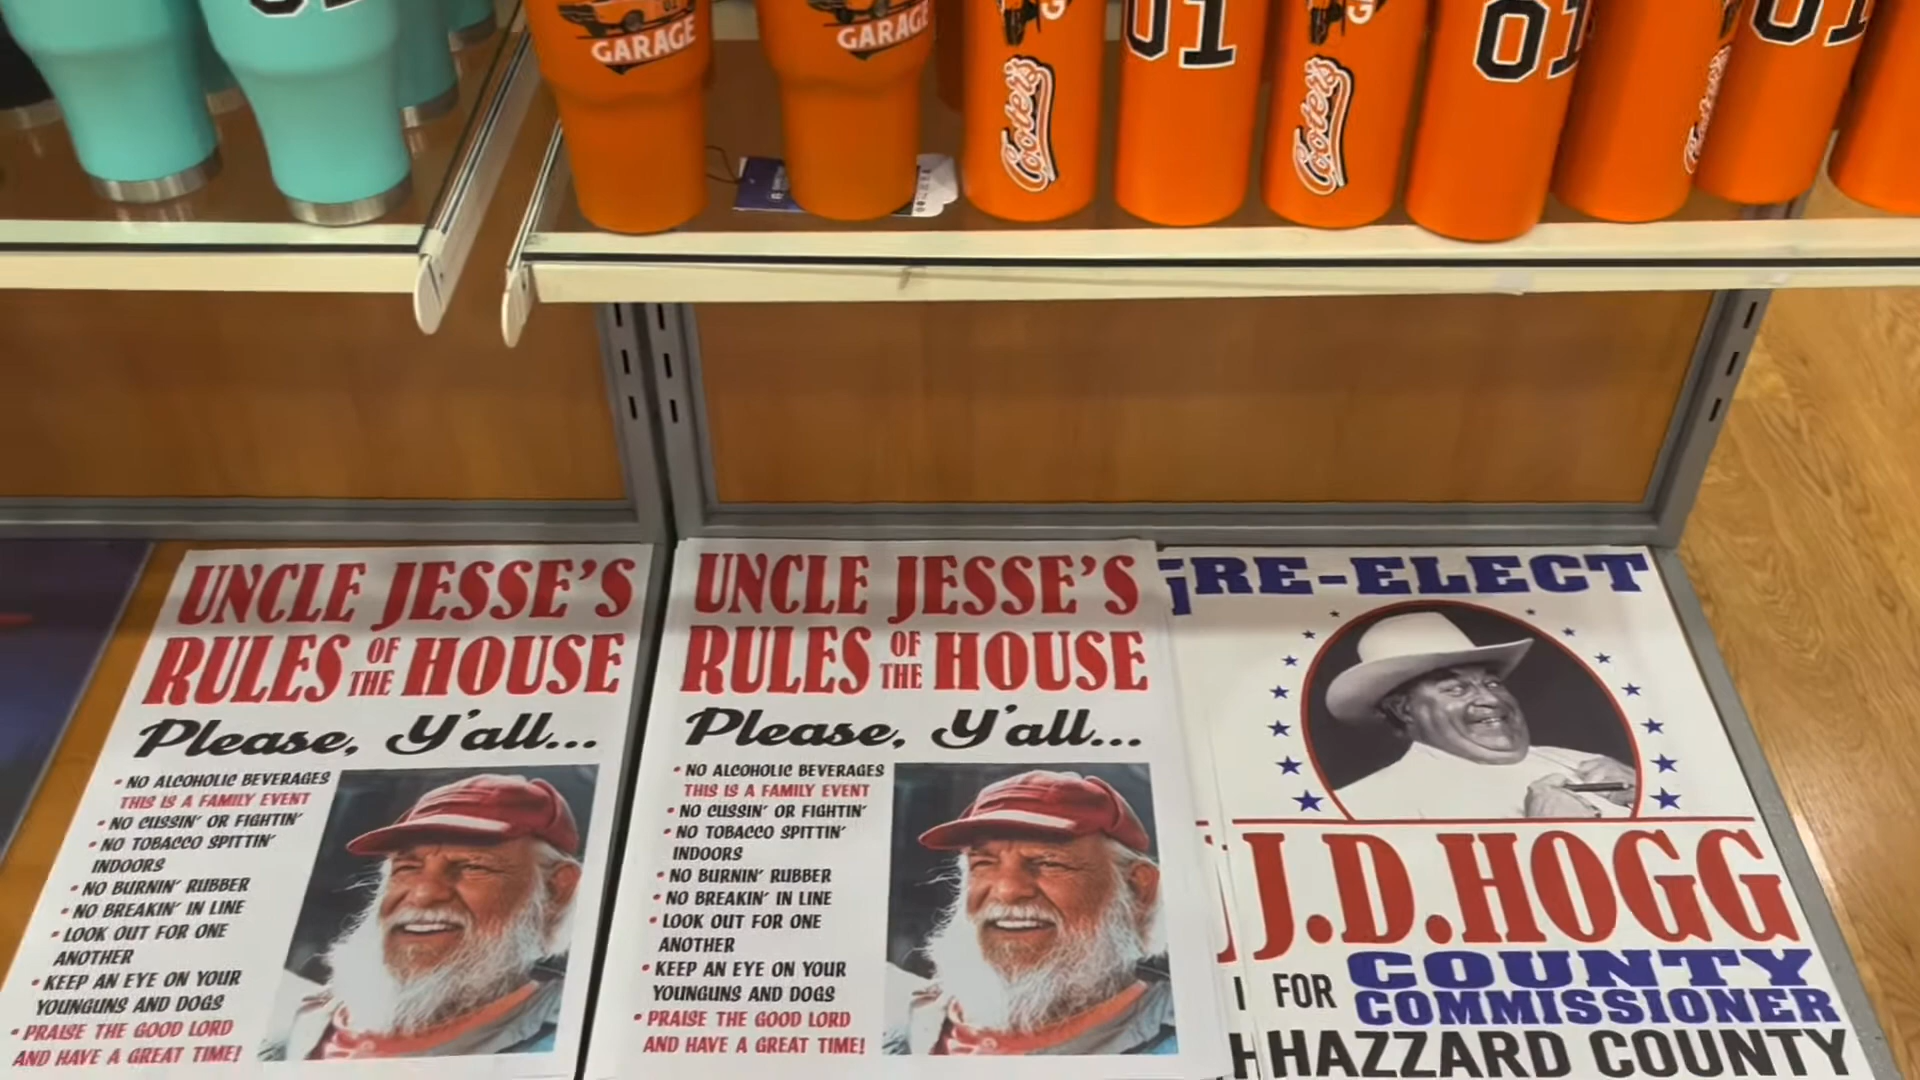 GARAGE
GARAGE
Cooter's
01
Cooter's
01
01
UNCLE JESSE'S
RULES OF THE HOUSE
Please, Y'all...
• NO ALCOHOLIC BEVERAGES
THIS IS A FAMILY EVENT
• NO CUSSIN' OR FIGHTIN'
• NO TOBACCO SPITTIN'
INDOORS
• NO BURNIN' RUBBER
• NO BREAKIN' IN LINE
• LOOK OUT FOR ONE
ANOTHER
• KEEP AN EYE ON YOUR
YOUNGUNS AND DOGS
• PRAISE THE GOOD LORD
AND HAVE A GREAT TIME!
UNCLE JESSE'S
RULES OF THE HOUSE
Please, Y'all...
• NO ALCOHOLIC BEVERAGES
THIS IS A FAMILY EVENT
• NO CUSSIN' OR FIGHTIN'
• NO TOBACCO SPITTIN'
INDOORS
• NO BURNIN' RUBBER
• NO BREAKIN' IN LINE
• LOOK OUT FOR ONE
ANOTHER
• KEEP AN EYE ON YOUR
YOUNGUNS AND DOGS
• PRAISE THE GOOD LORD
AND HAVE A GREAT TIME!
RE-ELECT
J.D.HOGG
FOR COUNTY
COMMISSIONER
HAZZARD COUNTY